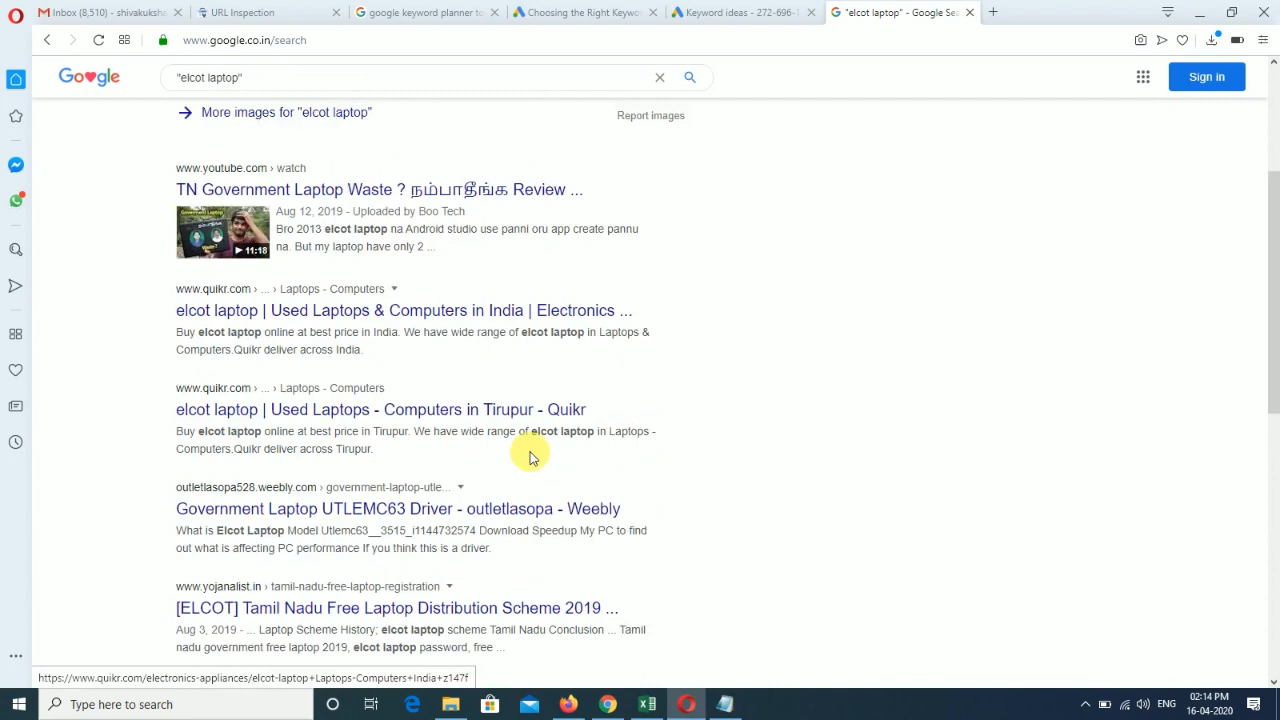 Inbox (8,510) - shivakuksha
URL Inspection
google keyword planner to
Choosing the Right Keywor
Keyword ideas - 272-696-1
"elcot laptop" - Google Sea
www.google.co.in/search
Google
"elcot laptop"
Sign in
More images for "elcot laptop"
Report images
www.youtube.com › watch
TN Government Laptop Waste ? நம்பாதீங்க Review ...
Aug 12, 2019 - Uploaded by Boo Tech
Bro 2013 elcot laptop na Android studio use panni oru app create pannu
na. But my laptop have only 2 ...
11:18
www.quikr.com › ... › Laptops - Computers
elcot laptop | Used Laptops & Computers in India | Electronics ...
Buy elcot laptop online at best price in India. We have wide range of elcot laptop in Laptops &
Computers.Quikr deliver across India.
www.quikr.com › ... › Laptops - Computers
elcot laptop | Used Laptops - Computers in Tirupur - Quikr
Buy elcot laptop online at best price in Tirupur. We have wide range of elcot laptop in Laptops -
Computers.Quikr deliver across Tirupur.
outletlasopa528.weebly.com › government-laptop-utle...
Government Laptop UTLEMC63 Driver - outletlasopa - Weebly
What is Elcot Laptop Model Utlemc63__3515_i1144732574 Download Speedup My PC to find
out what is affecting PC performance If you think this is a driver.
www.yojanalist.in › tamil-nadu-free-laptop-registration
[ELCOT] Tamil Nadu Free Laptop Distribution Scheme 2019 ...
Aug 3, 2019 - ... Laptop Scheme History; elcot laptop scheme Tamil Nadu Conclusion ... Tamil
nadu government free laptop 2019, elcot laptop password, free ...
https://www.quikr.com/electronics-appliances/elcot-laptop+Laptops-Computers+India+z147f
Type here to search
ENG
02:14 PM
16-04-2020